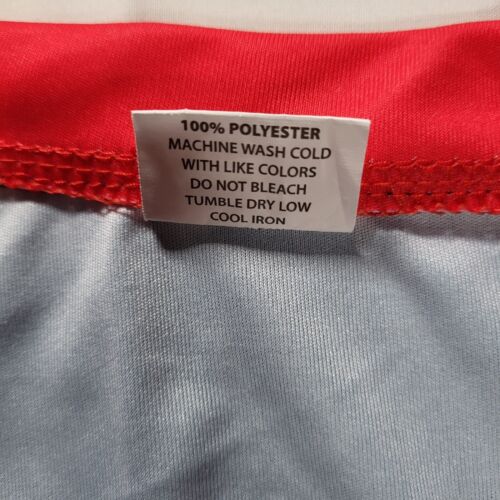 100% POLYESTER
MACHINE WASH COLD
WITH LIKE COLORS
DO NOT BLEACH
TUMBLE DRY LOW
COOL IRON